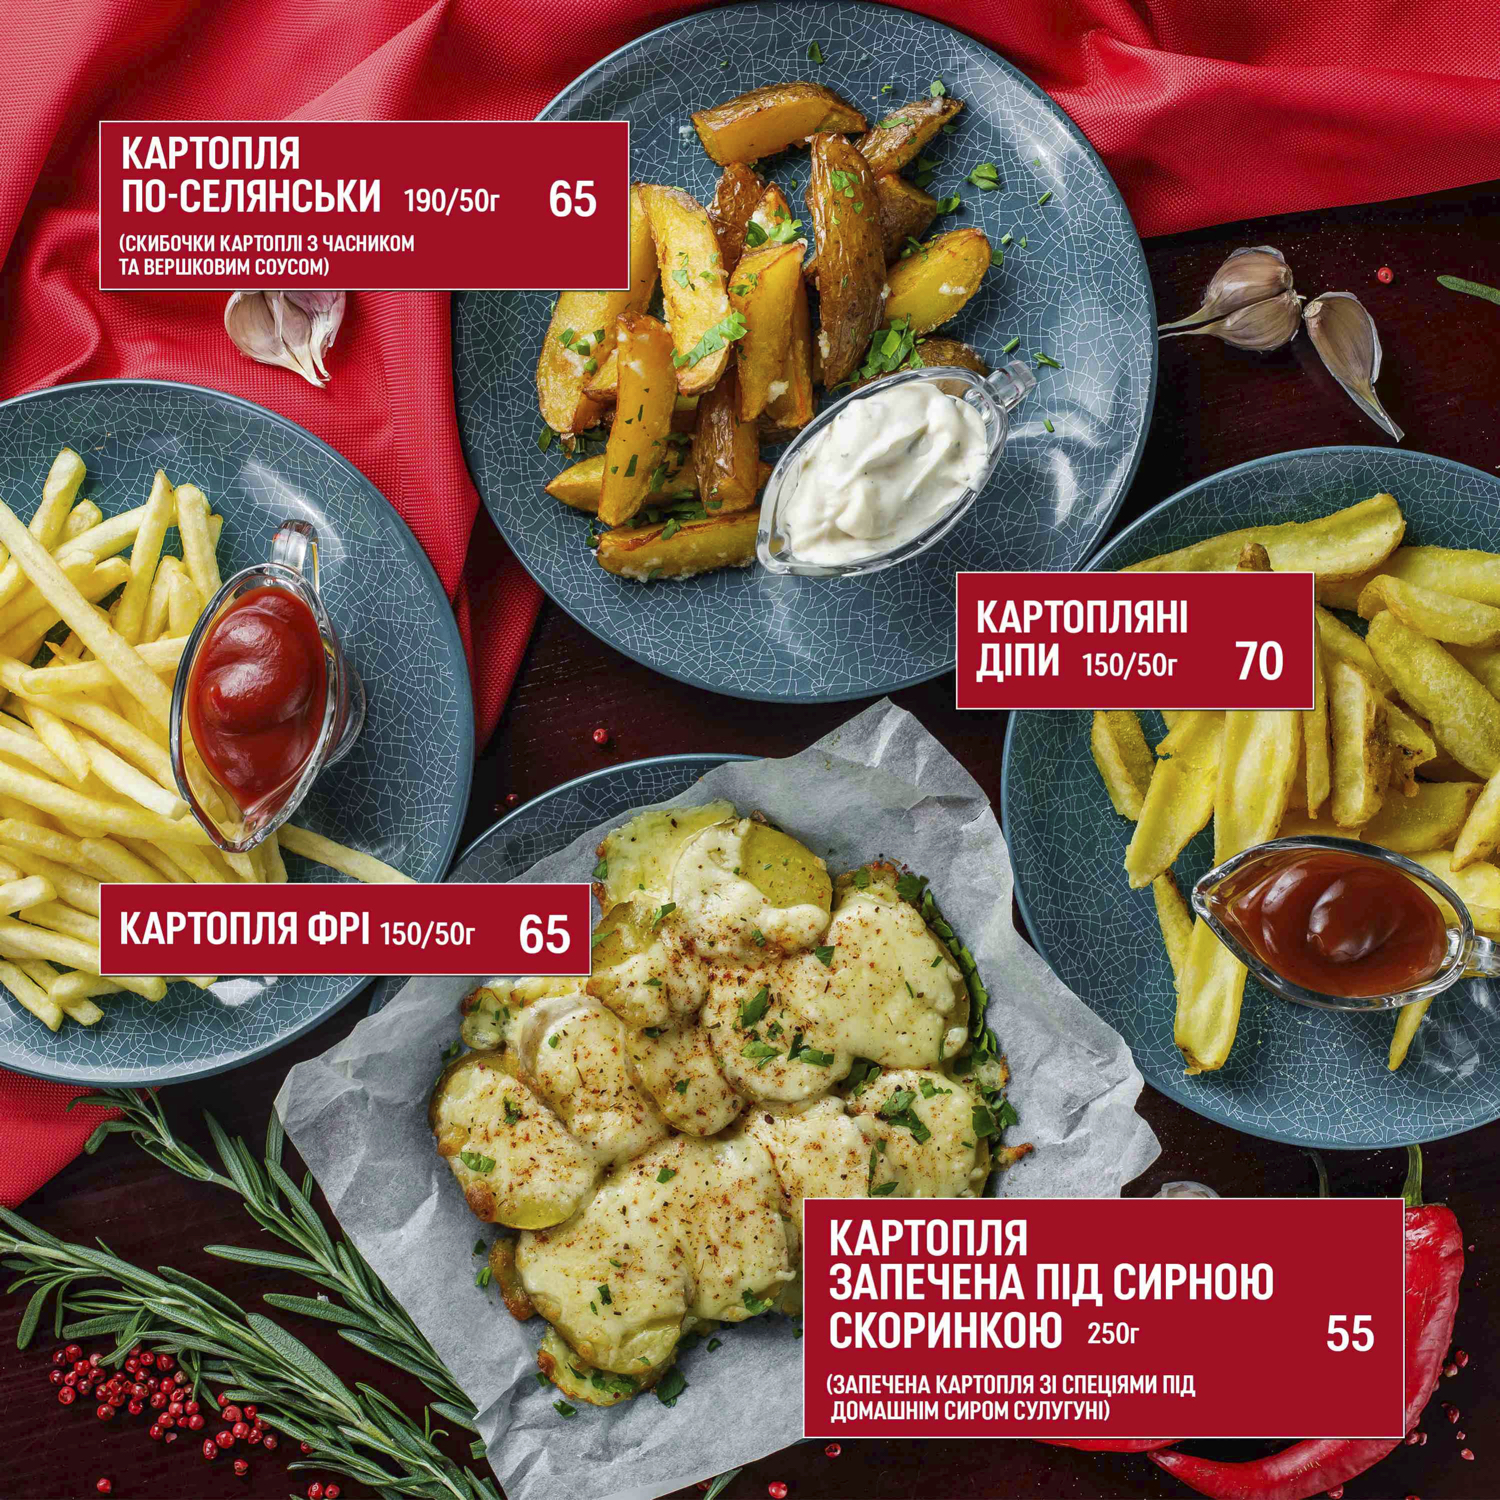 КАРТОПЛЯ
ПО-СЕЛЯНСЬКИ 190/50г 65
(СКИБОЧКИ КАРТОПЛІ З ЧАСНИКОМ
ТА ВЕРШКОВИМ СОУСОМ)
КАРТОПЛЯНІ
ДІПИ 150/50г 70
КАРТОПЛЯ ФРІ 150/50г 65
КАРТОПЛЯ
ЗАПЕЧЕНА ПІД СИРНОЮ
СКОРИНКОЮ 250г 55
(ЗАПЕЧЕНА КАРТОПЛЯ ЗІ СПЕЦІЯМИ ПІД
ДОМАШНІМ СИРОМ СУЛУГУНІ)